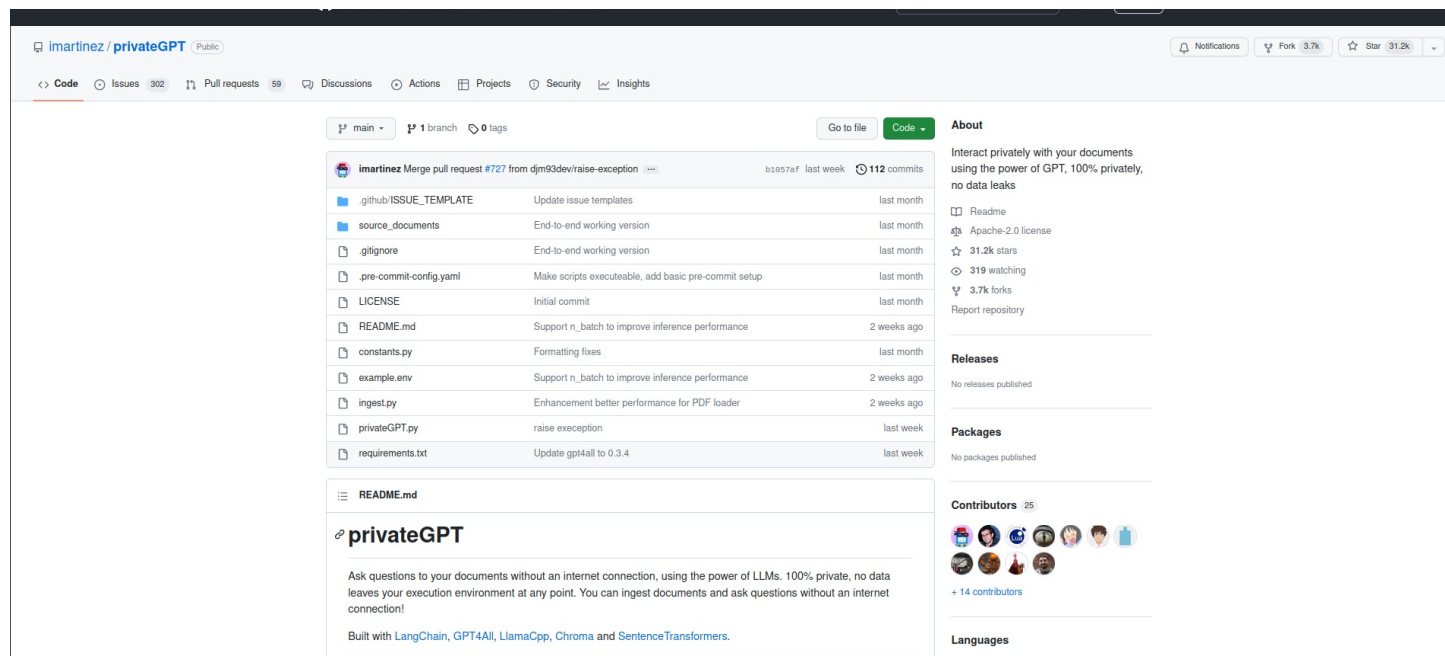 imartinez / privateGPT Public
Notifications Fork 3.7k Star 31.2k
Code Issues 302 Pull requests 59 Discussions Actions Projects Security Insights
main 1 branch 0 tags Go to file Code
imartinez Merge pull request #727 from djm93dev/raise-exception ... b1057af last week 112 commits
.github/ISSUE_TEMPLATE Update issue templates last month
source_documents End-to-end working version last month
.gitignore End-to-end working version last month
.pre-commit-config.yaml Make scripts executeable, add basic pre-commit setup last month
LICENSE Initial commit last month
README.md Support n_batch to improve inference performance 2 weeks ago
constants.py Formatting fixes last month
example.env Support n_batch to improve inference performance 2 weeks ago
ingest.py Enhancement better performance for PDF loader 2 weeks ago
privateGPT.py raise exeception last week
requirements.txt Update gpt4all to 0.3.4 last week
README.md
privateGPT
Ask questions to your documents without an internet connection, using the power of LLMs. 100% private, no data
leaves your execution environment at any point. You can ingest documents and ask questions without an internet
connection!
Built with LangChain, GPT4All, LlamaCpp, Chroma and SentenceTransformers.
About
Interact privately with your documents
using the power of GPT, 100% privately,
no data leaks
Readme
Apache-2.0 license
31.2k stars
319 watching
3.7k forks
Report repository
Releases
No releases published
Packages
No packages published
Contributors 25
Lua
+ 14 contributors
Languages